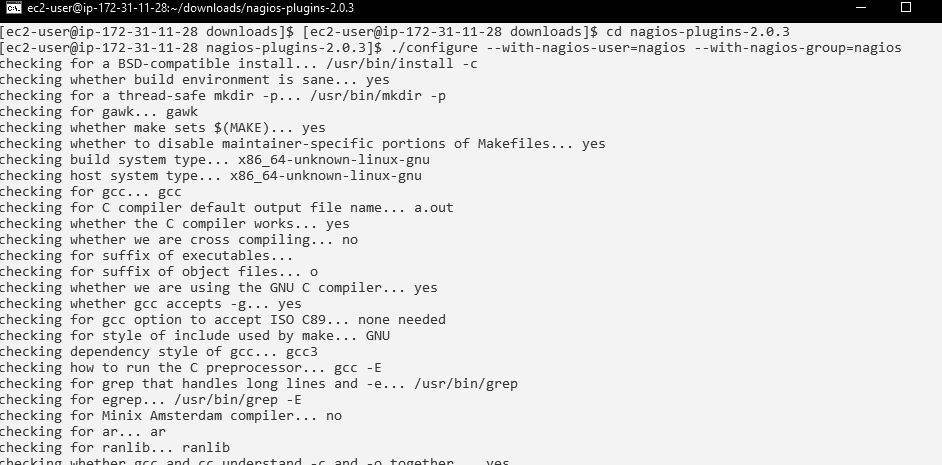 ec2-user@ip-172-31-11-28:~/downloads/nagios-plugins-2.0.3
[ec2-user@ip-172-31-11-28 downloads]$ [ec2-user@ip-172-31-11-28 downloads]$ cd nagios-plugins-2.0.3
[ec2-user@ip-172-31-11-28 nagios-plugins-2.0.3]$ ./configure --with-nagios-user=nagios --with-nagios-group=nagios
checking for a BSD-compatible install... /usr/bin/install -c
checking whether build environment is sane... yes
checking for a thread-safe mkdir -p... /usr/bin/mkdir -p
checking for gawk... gawk
checking whether make sets $(MAKE)... yes
checking whether to disable maintainer-specific portions of Makefiles... yes
checking build system type... x86_64-unknown-linux-gnu
checking host system type... x86_64-unknown-linux-gnu
checking for gcc... gcc
checking for C compiler default output file name... a.out
checking whether the C compiler works... yes
checking whether we are cross compiling... no
checking for suffix of executables...
checking for suffix of object files... o
checking whether we are using the GNU C compiler... yes
checking whether gcc accepts -g... yes
checking for gcc option to accept ISO C89... none needed
checking for style of include used by make... GNU
checking dependency style of gcc... gcc3
checking how to run the C preprocessor... gcc -E
checking for grep that handles long lines and -e... /usr/bin/grep
checking for egrep... /usr/bin/grep -E
checking for Minix Amsterdam compiler... no
checking for ar... ar
checking for ranlib... ranlib
checking whether gcc and cc understand -c and -o together... yes